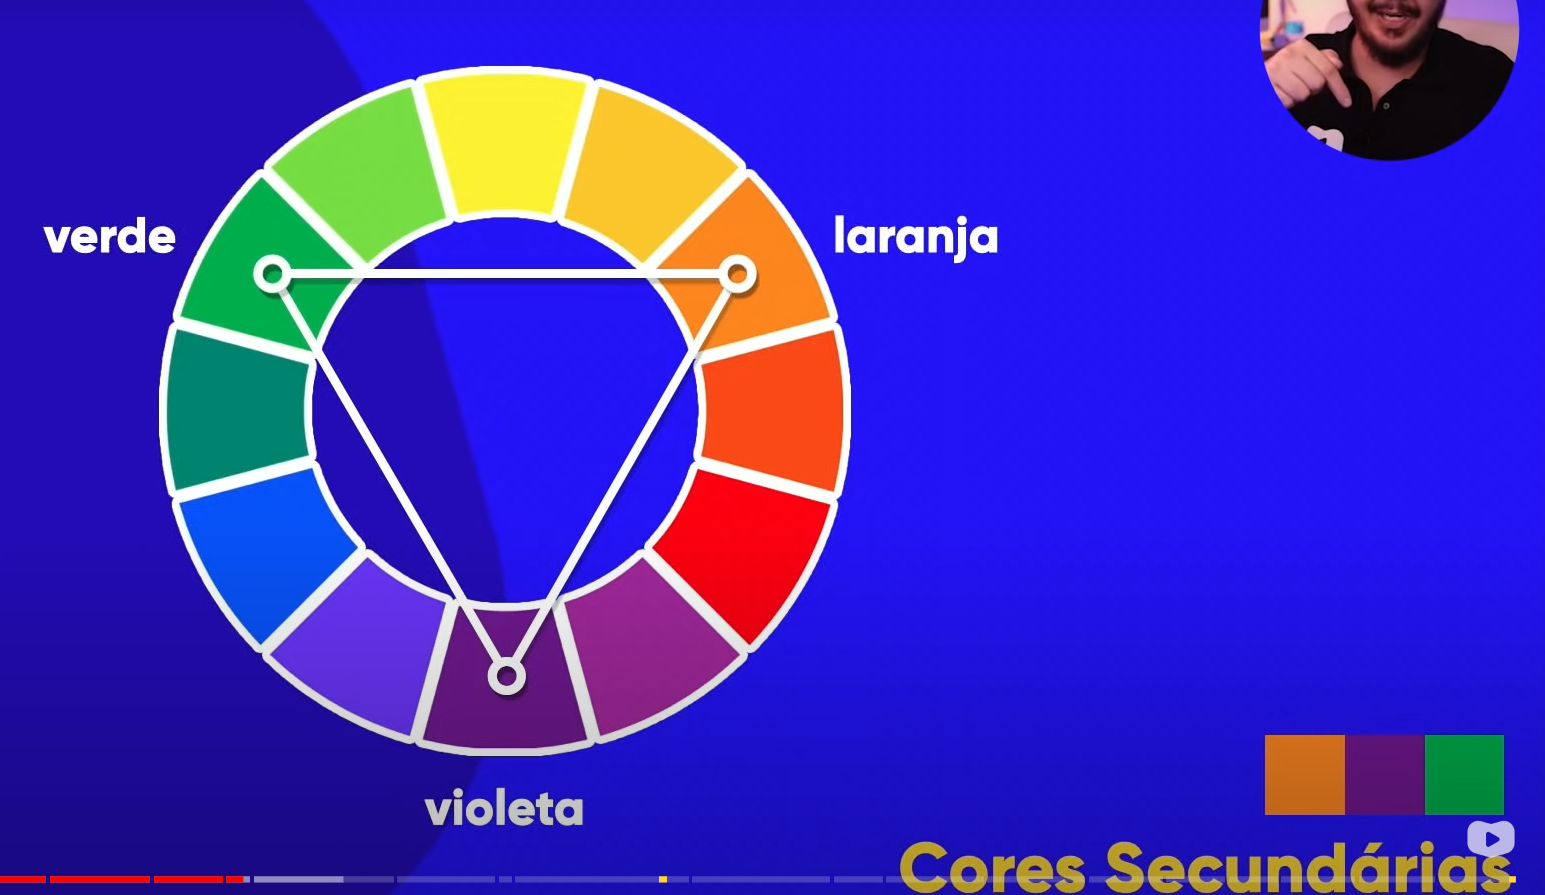 verde
laranja
violeta
Cores Secundárias